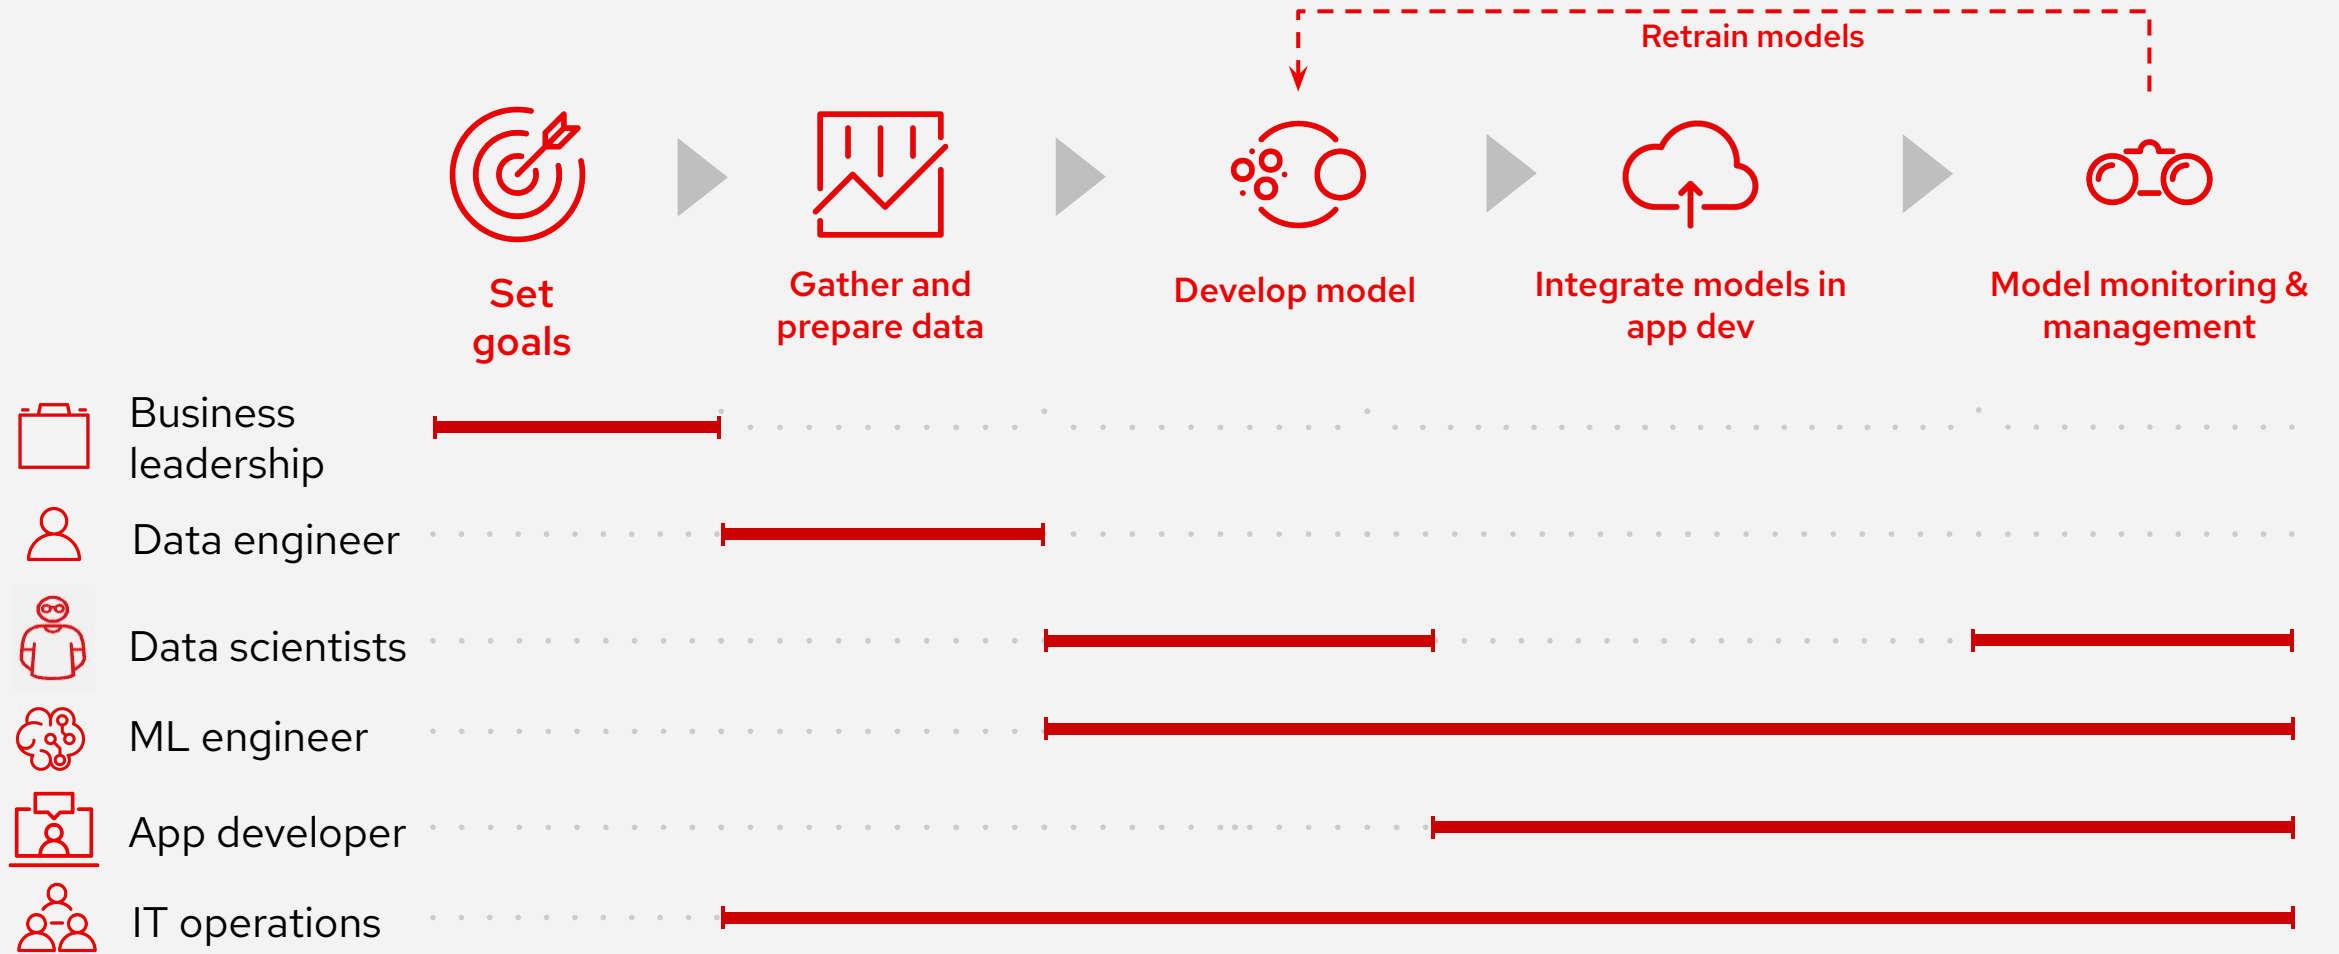 Retrain models
Set
goals
Gather and
prepare data
Develop model
Integrate models in
app dev
Model monitoring &
management
Business
leadership
Data engineer
Data scientists
ML engineer
App developer
IT operations